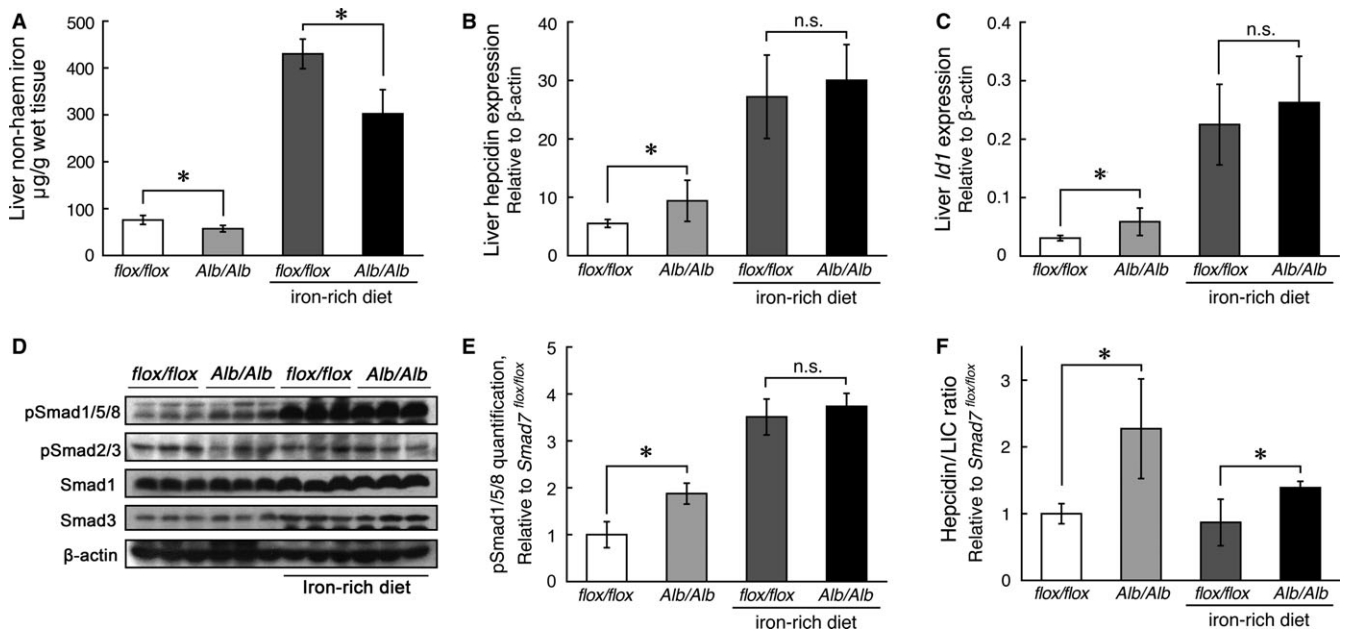 A
Liver non-haem iron
μg/g wet tissue
500
400
300
200
100
0
*
*
flox/flox
Alb/Alb
flox/flox
Alb/Alb
iron-rich diet
B
Liver hepcidin expression
Relative to β-actin
40
30
20
10
0
*
n.s.
flox/flox
Alb/Alb
flox/flox
Alb/Alb
iron-rich diet
C
Liver Id1 expression
Relative to β-actin
0.4
0.3
0.2
0.1
0
*
n.s.
flox/flox
Alb/Alb
flox/flox
Alb/Alb
iron-rich diet
D
flox/flox Alb/Alb flox/flox Alb/Alb
pSmad1/5/8
pSmad2/3
Smad1
Smad3
β-actin
Iron-rich diet
E
pSmad1/5/8 quantification,
Relative to Smad7 flox/flox
5
4
3
2
1
0
*
n.s.
flox/flox
Alb/Alb
flox/flox
Alb/Alb
iron-rich diet
F
Hepcidin/LIC ratio
Relative to Smad7 flox/flox
3
2
1
0
*
*
flox/flox
Alb/Alb
flox/flox
Alb/Alb
iron-rich diet